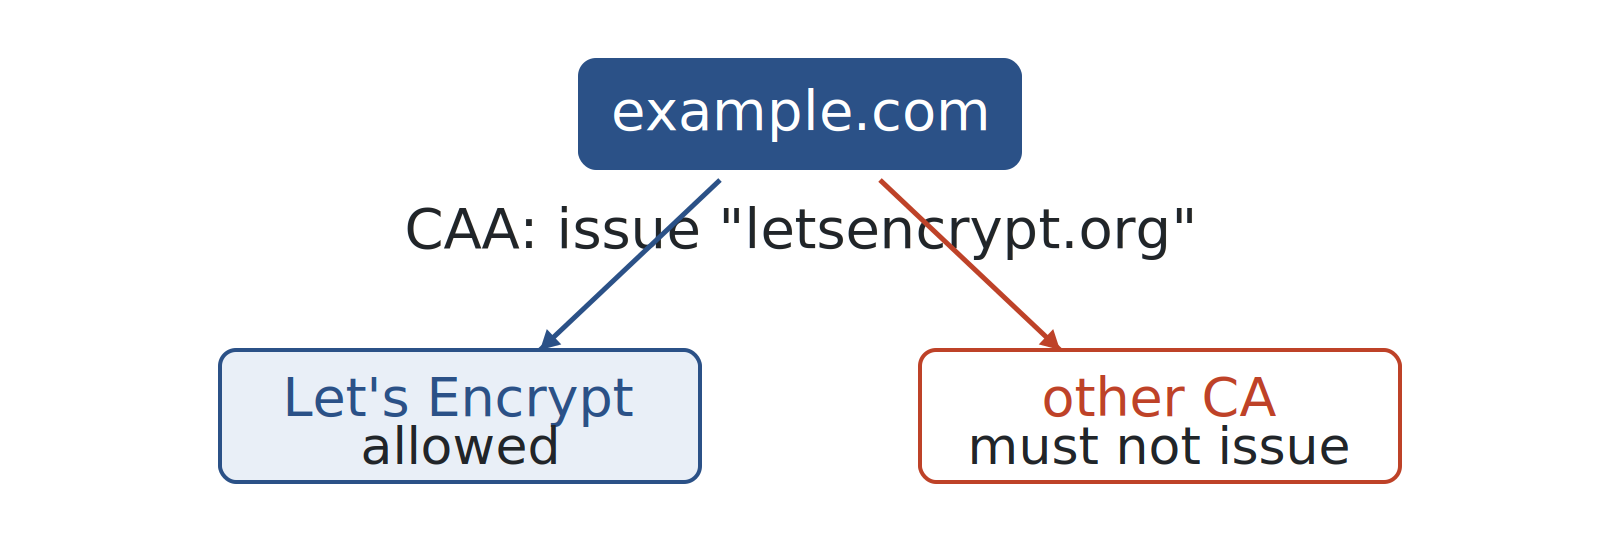 example.com
CAA: issue "letsencrypt.org"
Let's Encrypt
allowed
other CA
must not issue